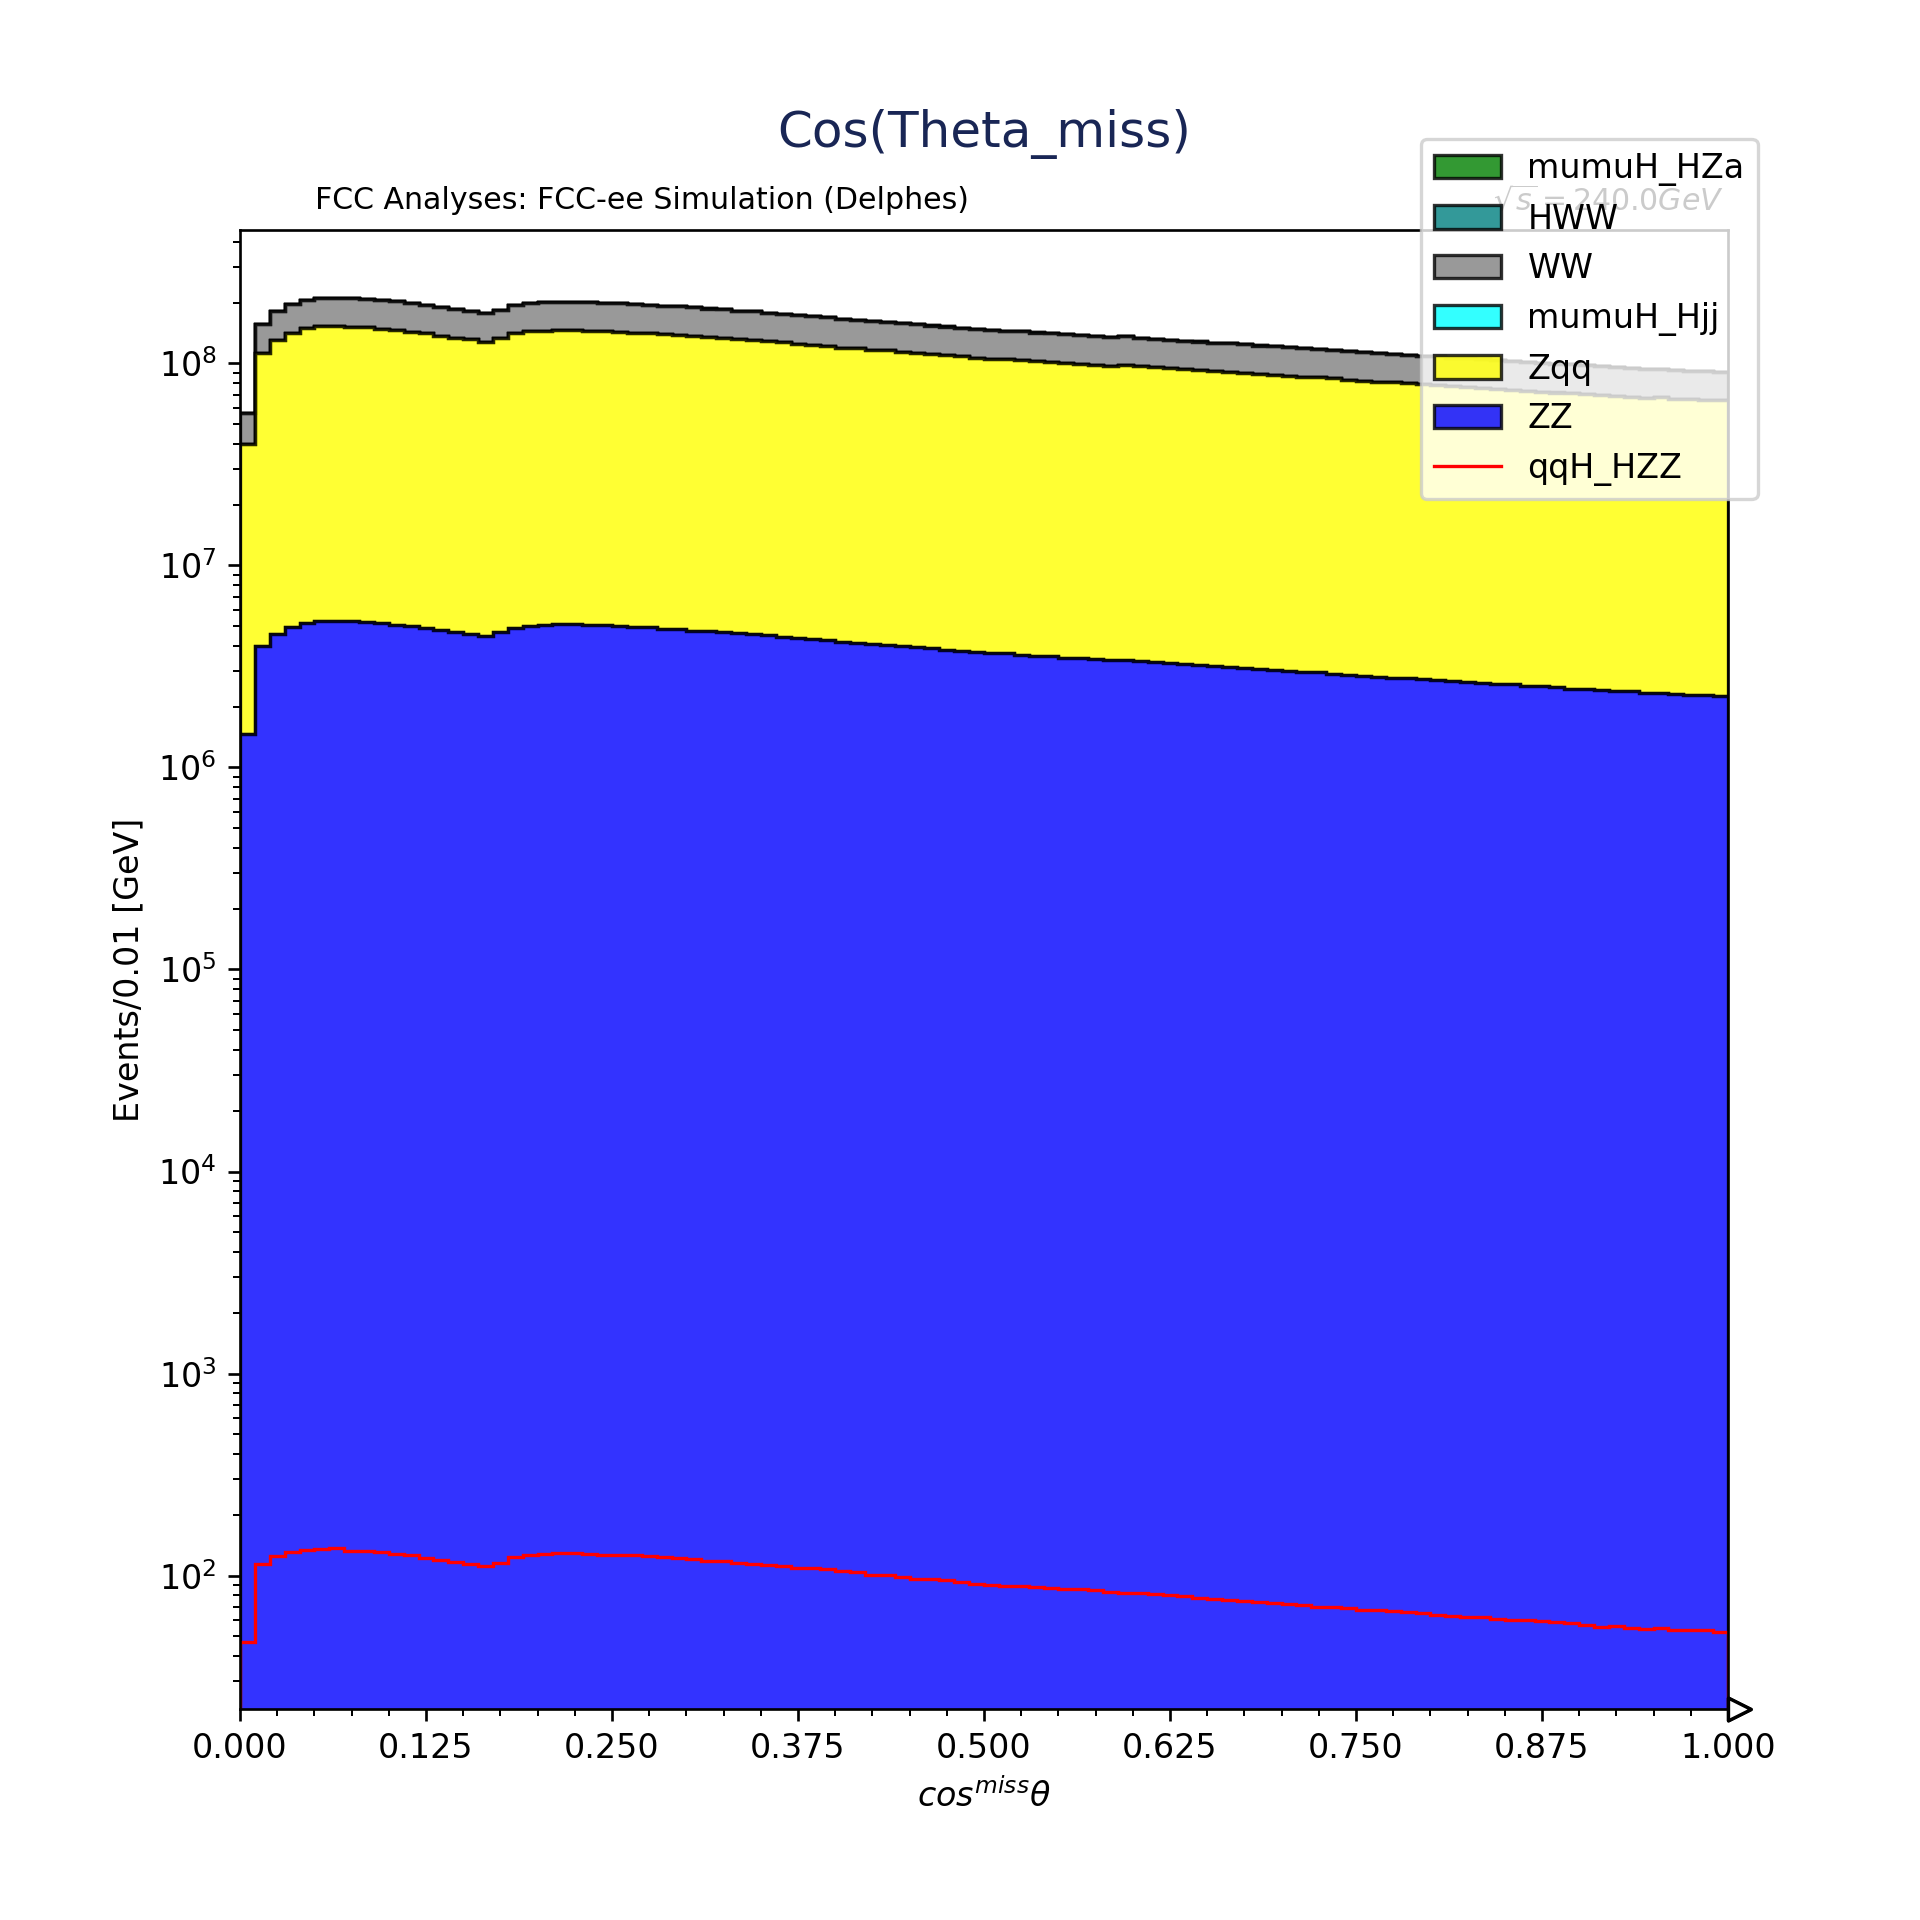 Cos(Theta_miss)
FCC Analyses: FCC-ee Simulation (Delphes)
√s = 240.0GeV
mumuH_HZa
HWW
WW
mumuH_Hjj
Zqq
ZZ
qqH_HZZ
Events/0.01 [GeV]
10⁸
10⁷
10⁶
10⁵
10⁴
10³
10²
0.000 0.125 0.250 0.375 0.500 0.625 0.750 0.875 1.000
cos^{miss}θ